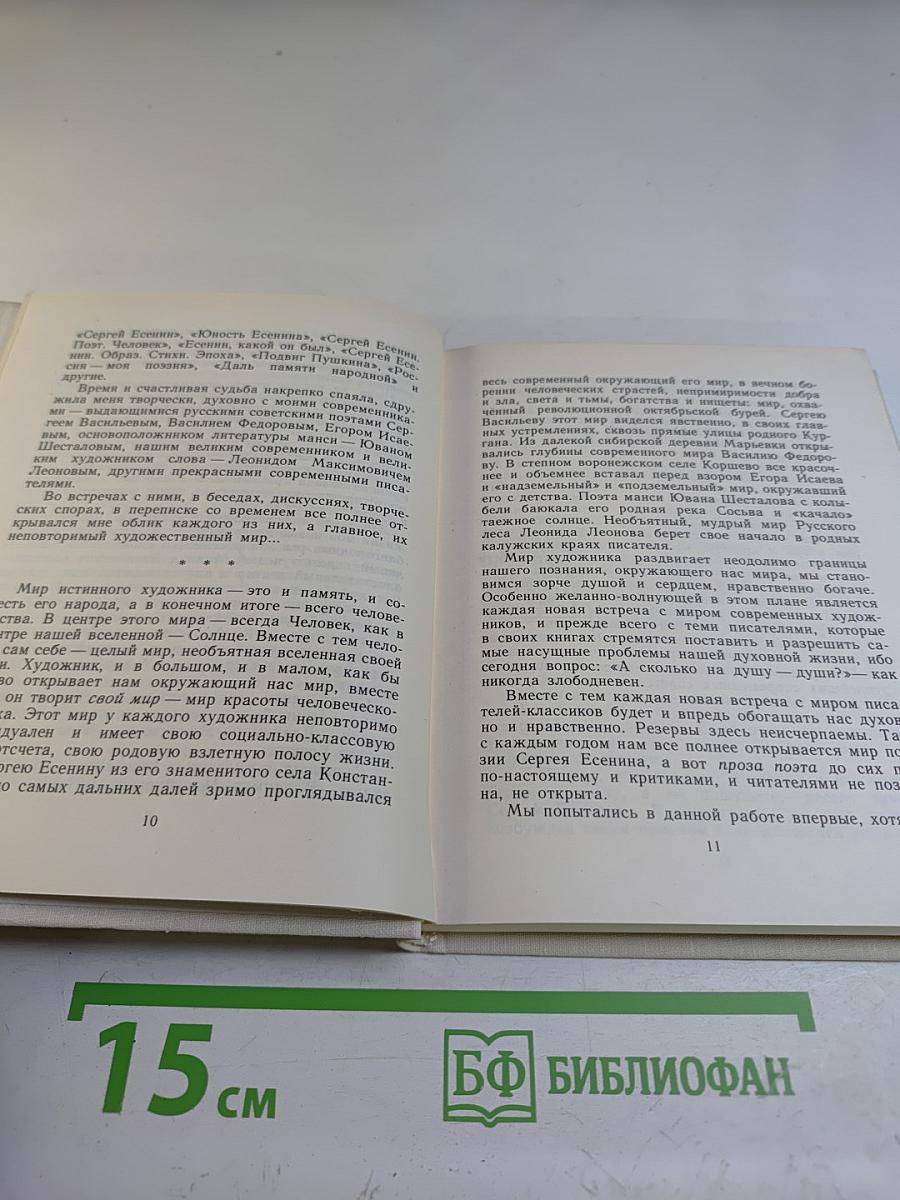 «Сергей Есенин», «Юность Есенина», «Сергей Есенин.
Поэт. Человек», «Есенин, какой он был», «Сергей Есе-
нин. Образ. Стихи. Эпоха», «Подвиг Пушкина», «Рос-
сия — моя поэзия», «Даль памяти народной» и
другие.
Время и счастливая судьба накрепко спаяла, сдру-
жила меня творчески, духовно с моими современника-
ми — выдающимися русскими советскими поэтами Сер-
геем Васильевым, Василием Федоровым, Егором Исае-
вым, основоположником литературы манси — Юваном
Шесталовым, нашим великим современником и вели-
ким художником слова — Леонидом Максимовичем
Леоновым, другими прекрасными современными писа-
телями.
Во встречах с ними, в беседах, дискуссиях, творче-
ских спорах, в переписке со временем все полнее от-
крывался мне облик каждого из них, а главное, их
неповторимый художественный мир...
* * *
Мир истинного художника — это и память, и со-
есть его народа, а в конечном итоге — всего челове-
ства. В центре этого мира — всегда Человек, как в
нтре нашей вселенной — Солнце. Вместе с тем чело-
сам себе — целый мир, необъятная вселенная своей
и. Художник, и в большом, и в малом, как бы
во открывает нам окружающий нас мир, вместе
он творит свой мир — мир красоты человеческо-
ка. Этот мир у каждого художника неповторимо
дуален и имеет свою социально-классовую
отсчета, свою родовую взлетную полосу жизни.
ргею Есенину из его знаменитого села Констан-
о самых дальних далей зримо проглядывался
10
весь современный окружающий его мир, в вечном бо-
рении человеческих страстей, непримиримости добра
и зла, света и тьмы, богатства и нищеты: мир, охва-
ченный революционной октябрьской бурей. Сергею
Васильеву этот мир виделся явственно, в своих глав-
ных устремлениях, сквозь прямые улицы родного Кур-
гана. Из далекой сибирской деревни Марьевки откры-
вались глубины современного мира Василию Федоро-
ву. В степном воронежском селе Коршево все красоч-
нее и объемнее вставал перед взором Егора Исаева
и «надземельный» и «подземельный» мир, окружавший
его с детства. Поэта манси Ювана Шесталова с колы-
бели баюкала его родная река Сосьва и «качало»
таежное солнце. Необъятный, мудрый мир Русского
леса Леонида Леонова берет свое начало в родных
калужских краях писателя.
Мир художника раздвигает неодолимо границы
нашего познания, окружающего нас мира, мы стано-
вимся зорче душой и сердцем, нравственно богаче.
Особенно желанно-волнующей в этом плане является
каждая новая встреча с миром современных худож-
ников, и прежде всего с теми писателями, которые
в своих книгах стремятся поставить и разрешить са-
мые насущные проблемы нашей духовной жизни, ибо
сегодня вопрос: «А сколько на душу — души?» — как
никогда злободневен.
Вместе с тем каждая новая встреча с миром писа-
телей-классиков будет и впредь обогащать нас духов
но и нравственно. Резервы здесь неисчерпаемы. Та
с каждым годом нам все полнее открывается мир по
зии Сергея Есенина, а вот проза поэта до сих п
по-настоящему и критиками, и читателями не поз
на, не открыта.
Мы попытались в данной работе впервые, хотя
11
15 см
БФ БИБЛИОФАН